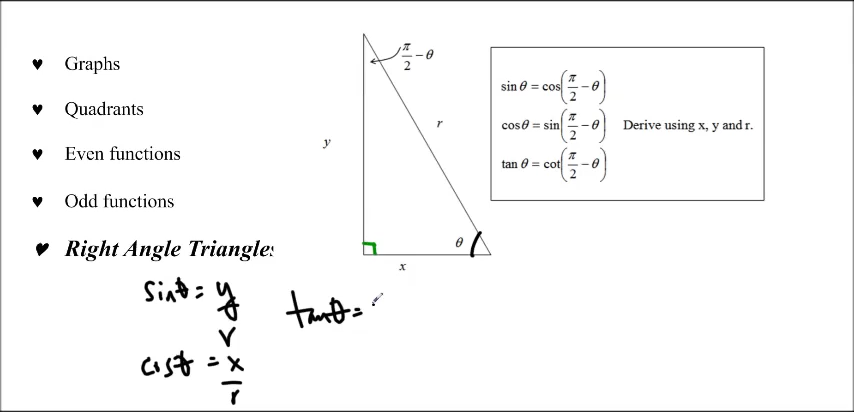 Graphs
Quadrants
Even functions
Odd functions
Right Angle Triangles
π/2 − θ
r
y
θ
x
sin θ = cos(π/2 − θ)
cos θ = sin(π/2 − θ) Derive using x, y and r.
tan θ = cot(π/2 − θ)
sinθ = y/r
cosθ = x/r
tanθ =